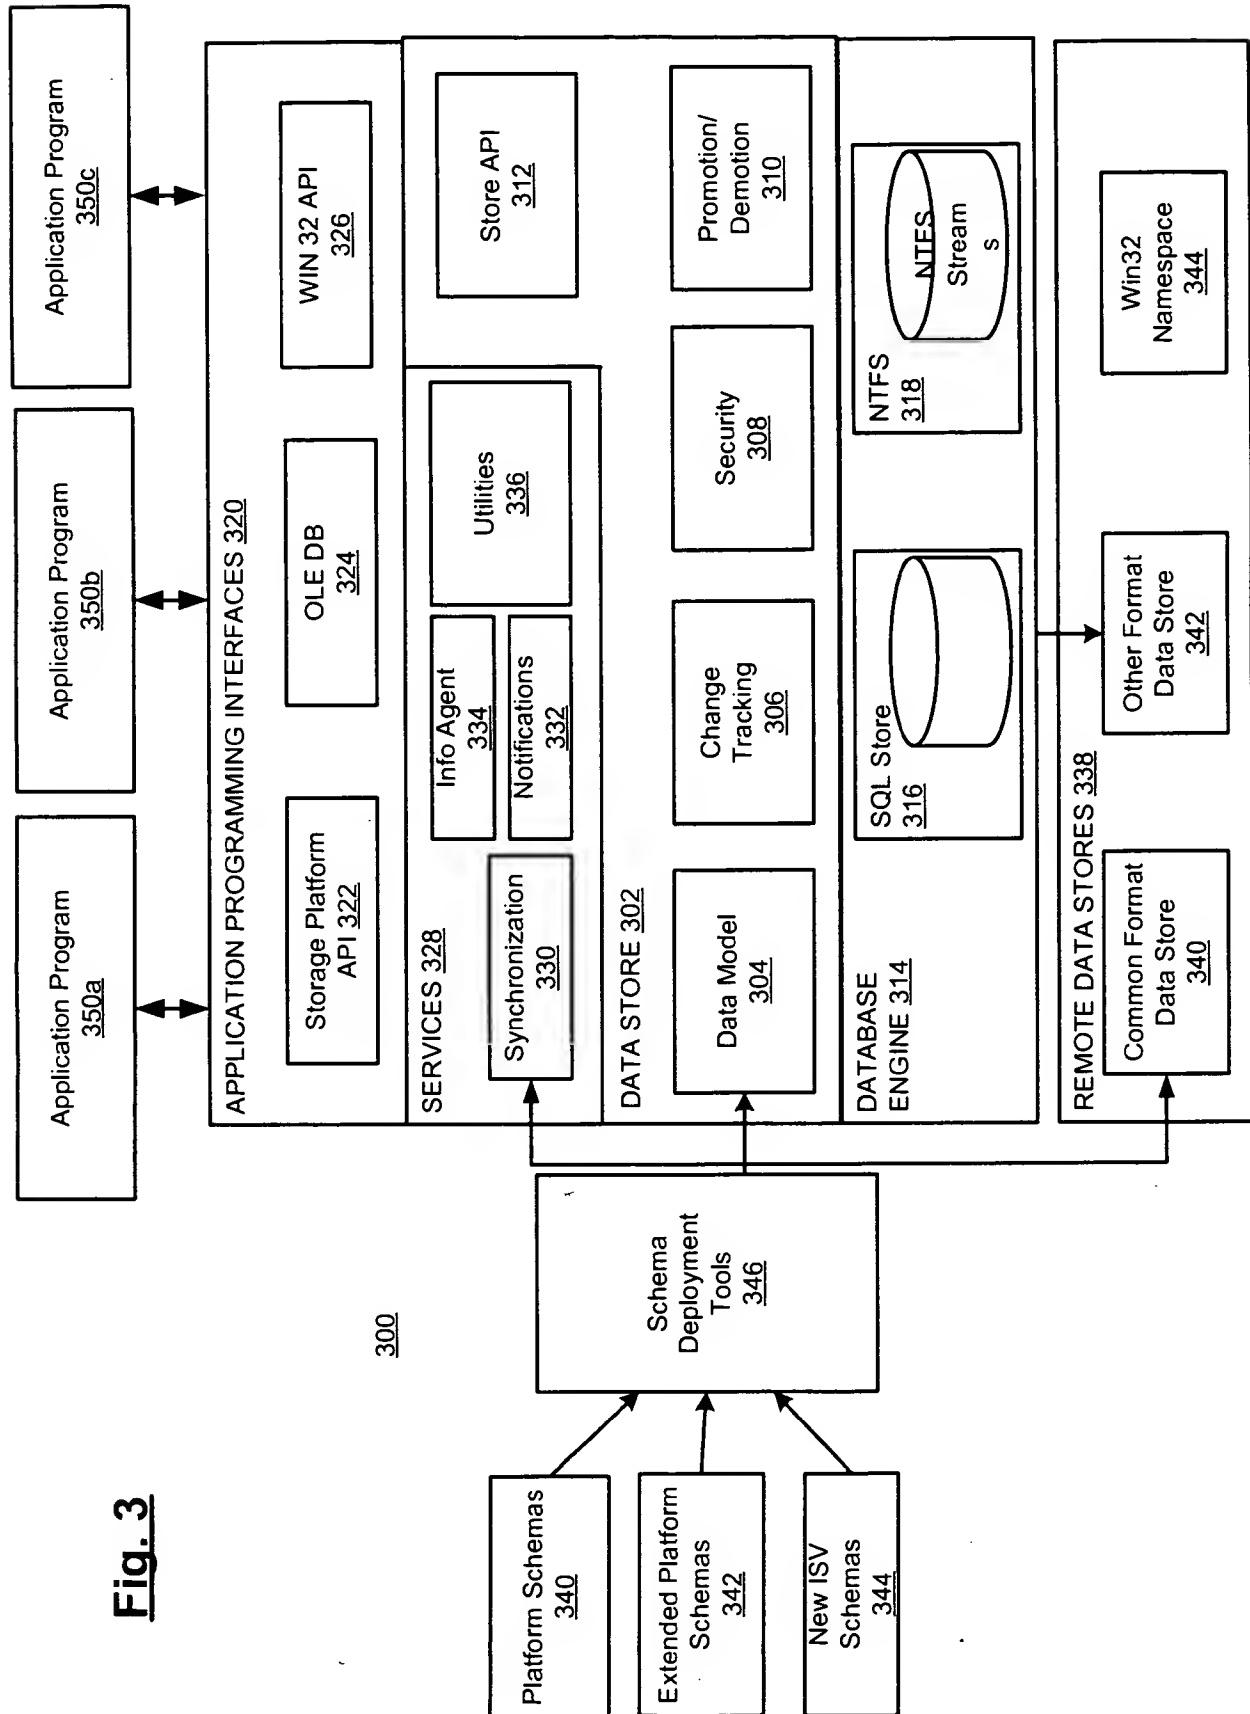 Fig. 3
300
Application Program
350a
Application Program
350b
Application Program
350c
APPLICATION PROGRAMMING INTERFACES 320
Storage Platform
API 322
OLE DB
324
WIN 32 API
326
SERVICES 328
Synchronization
330
Info Agent
334
Notifications
332
Utilities
336
Store API
312
DATA STORE 302
Data Model
304
Change
Tracking
306
Security
308
Promotion/
Demotion
310
DATABASE
ENGINE 314
SQL Store
316
NTFS
318
NTFS
Stream
s
REMOTE DATA STORES 338
Common Format
Data Store
340
Other Format
Data Store
342
Win32
Namespace
344
Schema
Deployment
Tools
346
Platform Schemas
340
Extended Platform
Schemas
342
New ISV
Schemas
344